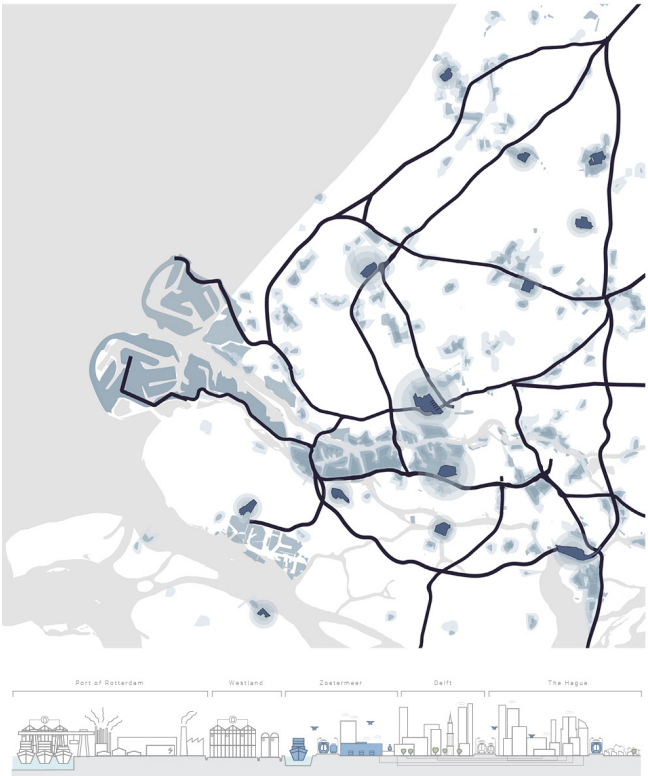 Port of Rotterdam
Westland
Zoetermeer
Delft
The Hague